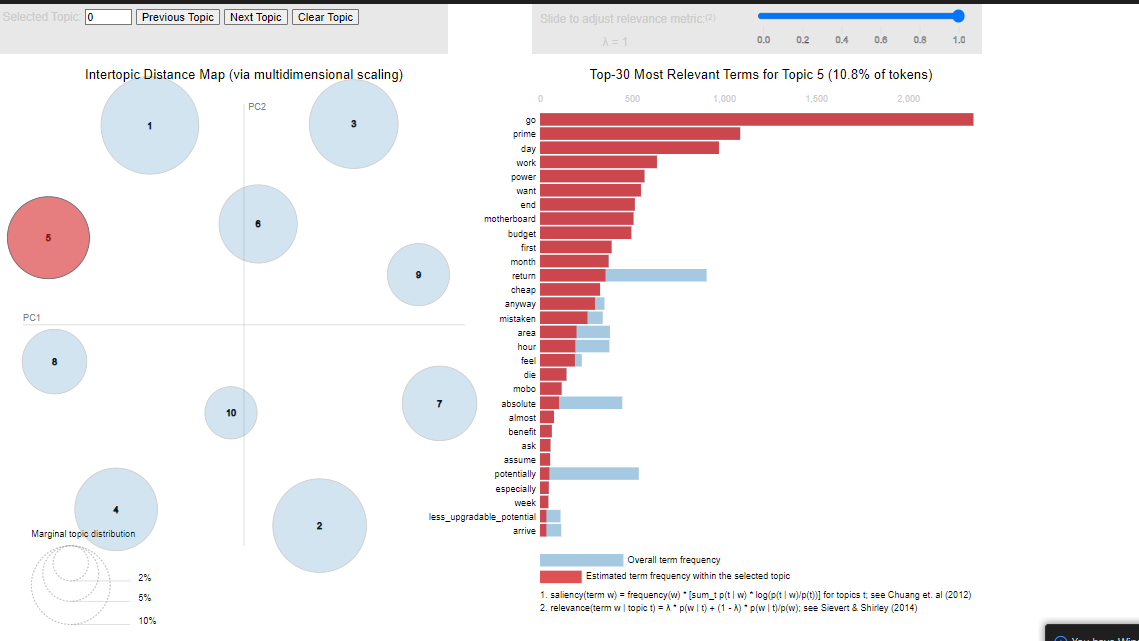 Selected Topic: 0 Previous Topic Next Topic Clear Topic
Slide to adjust relevance metric:(2)
λ = 1
0.0 0.2 0.4 0.6 0.8 1.0
Intertopic Distance Map (via multidimensional scaling)
PC2
PC1
1
3
5
6
9
8
10
7
4
2
Marginal topic distribution
2%
5%
10%
Top-30 Most Relevant Terms for Topic 5 (10.8% of tokens)
0 500 1,000 1,500 2,000
go
prime
day
work
power
want
end
motherboard
budget
first
month
return
cheap
anyway
mistaken
area
hour
feel
die
mobo
absolute
almost
benefit
ask
assume
potentially
especially
week
less_upgradable_potential
arrive
Overall term frequency
Estimated term frequency within the selected topic
1. saliency(term w) = frequency(w) * [sum_t p(t | w) * log(p(t | w)/p(t))] for topics t; see Chuang et. al (2012)
2. relevance(term w | topic t) = λ * p(w | t) + (1 - λ) * p(w | t)/p(w); see Sievert & Shirley (2014)